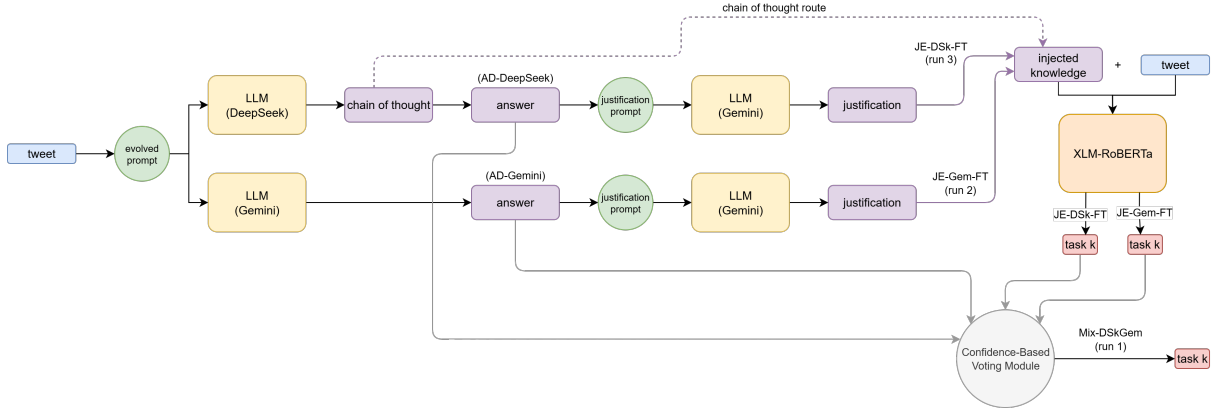 chain of thought route
JE-DSk-FT
(run 3)
injected
knowledge
+
tweet
(AD-DeepSeek)
LLM
(DeepSeek)
chain of thought
answer
justification
prompt
LLM
(Gemini)
justification
tweet
evolved
prompt
XLM-RoBERTa
(AD-Gemini)
JE-Gem-FT
(run 2)
LLM
(Gemini)
answer
justification
prompt
LLM
(Gemini)
justification
JE-DSk-FT
JE-Gem-FT
task k
task k
Confidence-Based
Voting Module
Mix-DSkGem
(run 1)
task k